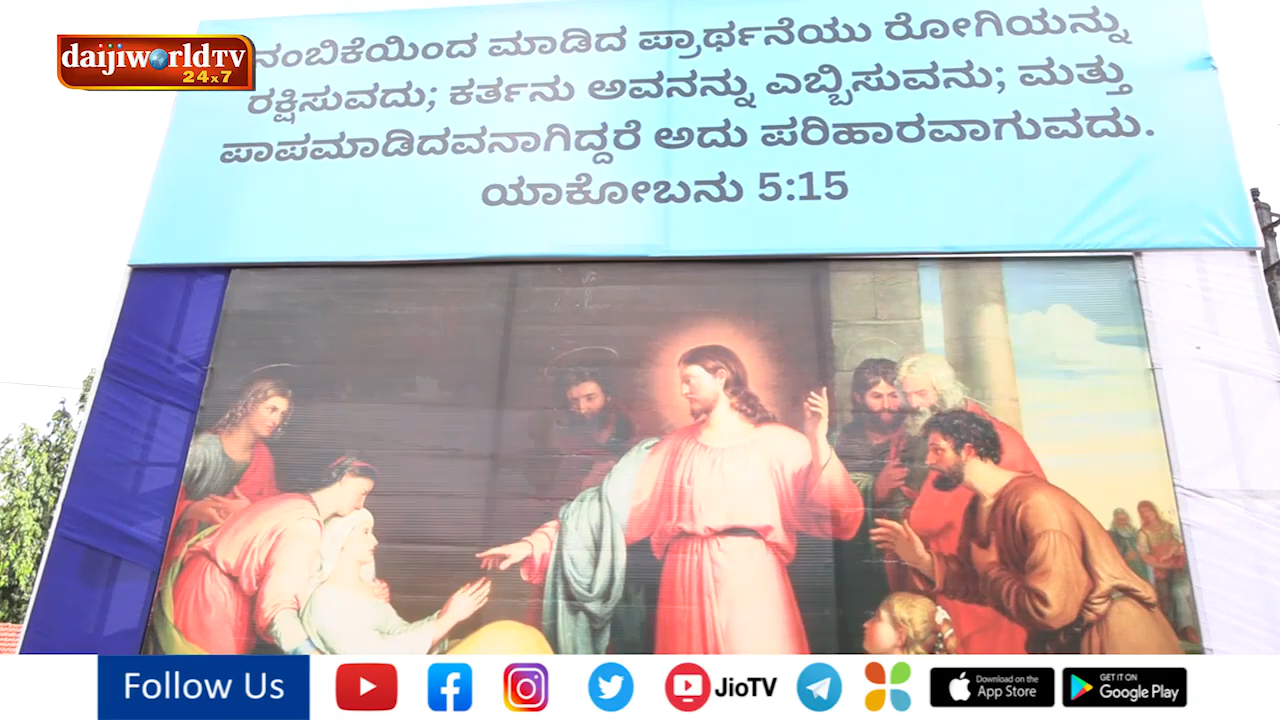 daijiworldTV
24x7
ನಂಬಿಕೆಯಿಂದ ಮಾಡಿದ ಪ್ರಾರ್ಥನೆಯು ರೋಗಿಯನ್ನು
ರಕ್ಷಿಸುವದು; ಕರ್ತನು ಅವನನ್ನು ಎಬ್ಬಿಸುವನು; ಮತ್ತು
ಪಾಪಮಾಡಿದವನಾಗಿದ್ದರೆ ಅದು ಪರಿಹಾರವಾಗುವದು.
ಯಾಕೋಬನು 5:15
Follow Us
JioTV
Download on the
App Store
GET IT ON
Google Play